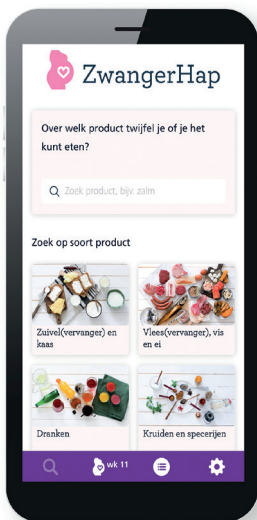 ZwangerHap
Over welk product twijfel je of je het
kunt eten?
Zoek product, bijv. zalm
Zoek op soort product
Zuivel(vervanger) en
kaas
Vlees(vervanger), vis
en ei
Dranken
Kruiden en specerijen
wk 11